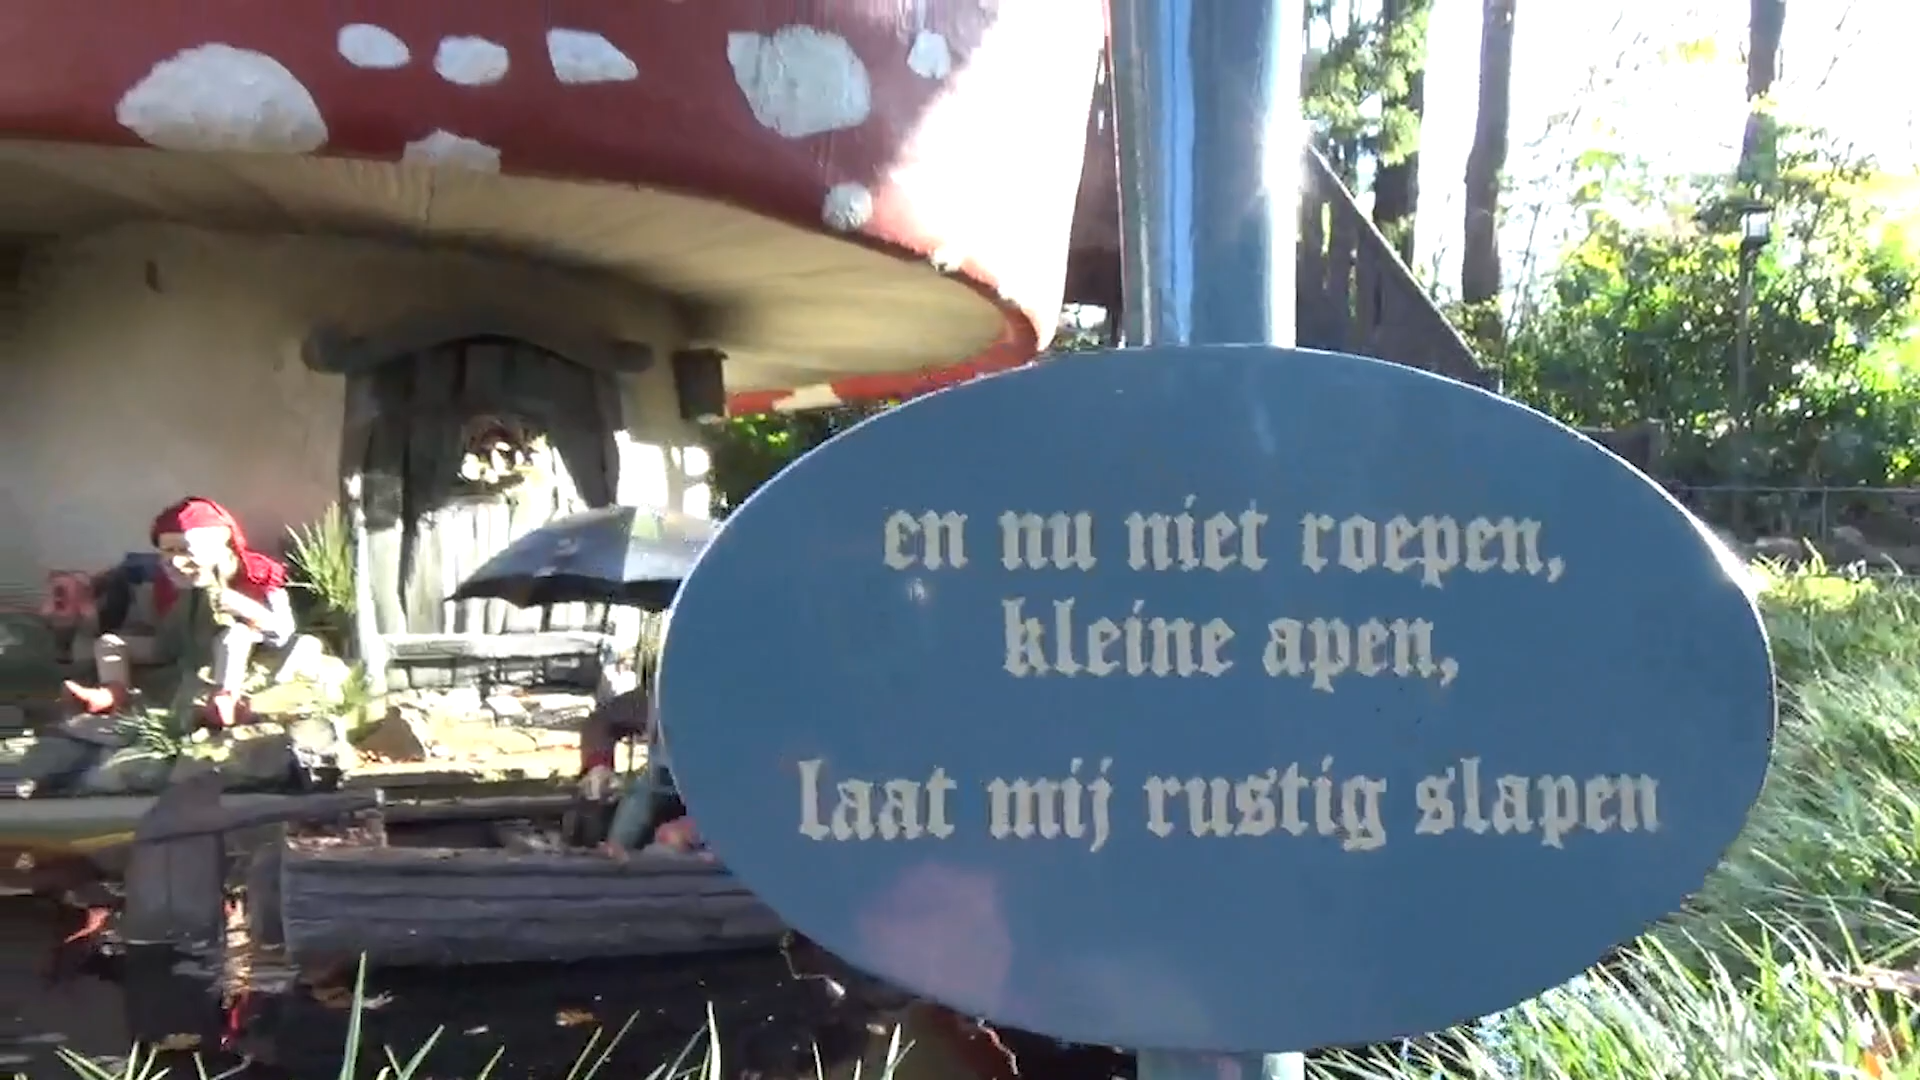 en nu niet roepen,
kleine apen,
laat mij rustig slapen